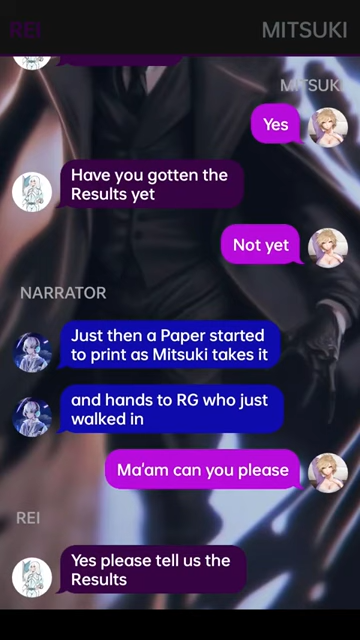 REI
MITSUKI
MITSUKI
Yes
Have you gotten the
Results yet
Not yet
NARRATOR
Just then a Paper started
to print as Mitsuki takes it
and hands to RG who just
walked in
Ma'am can you please
REI
Yes please tell us the
Results